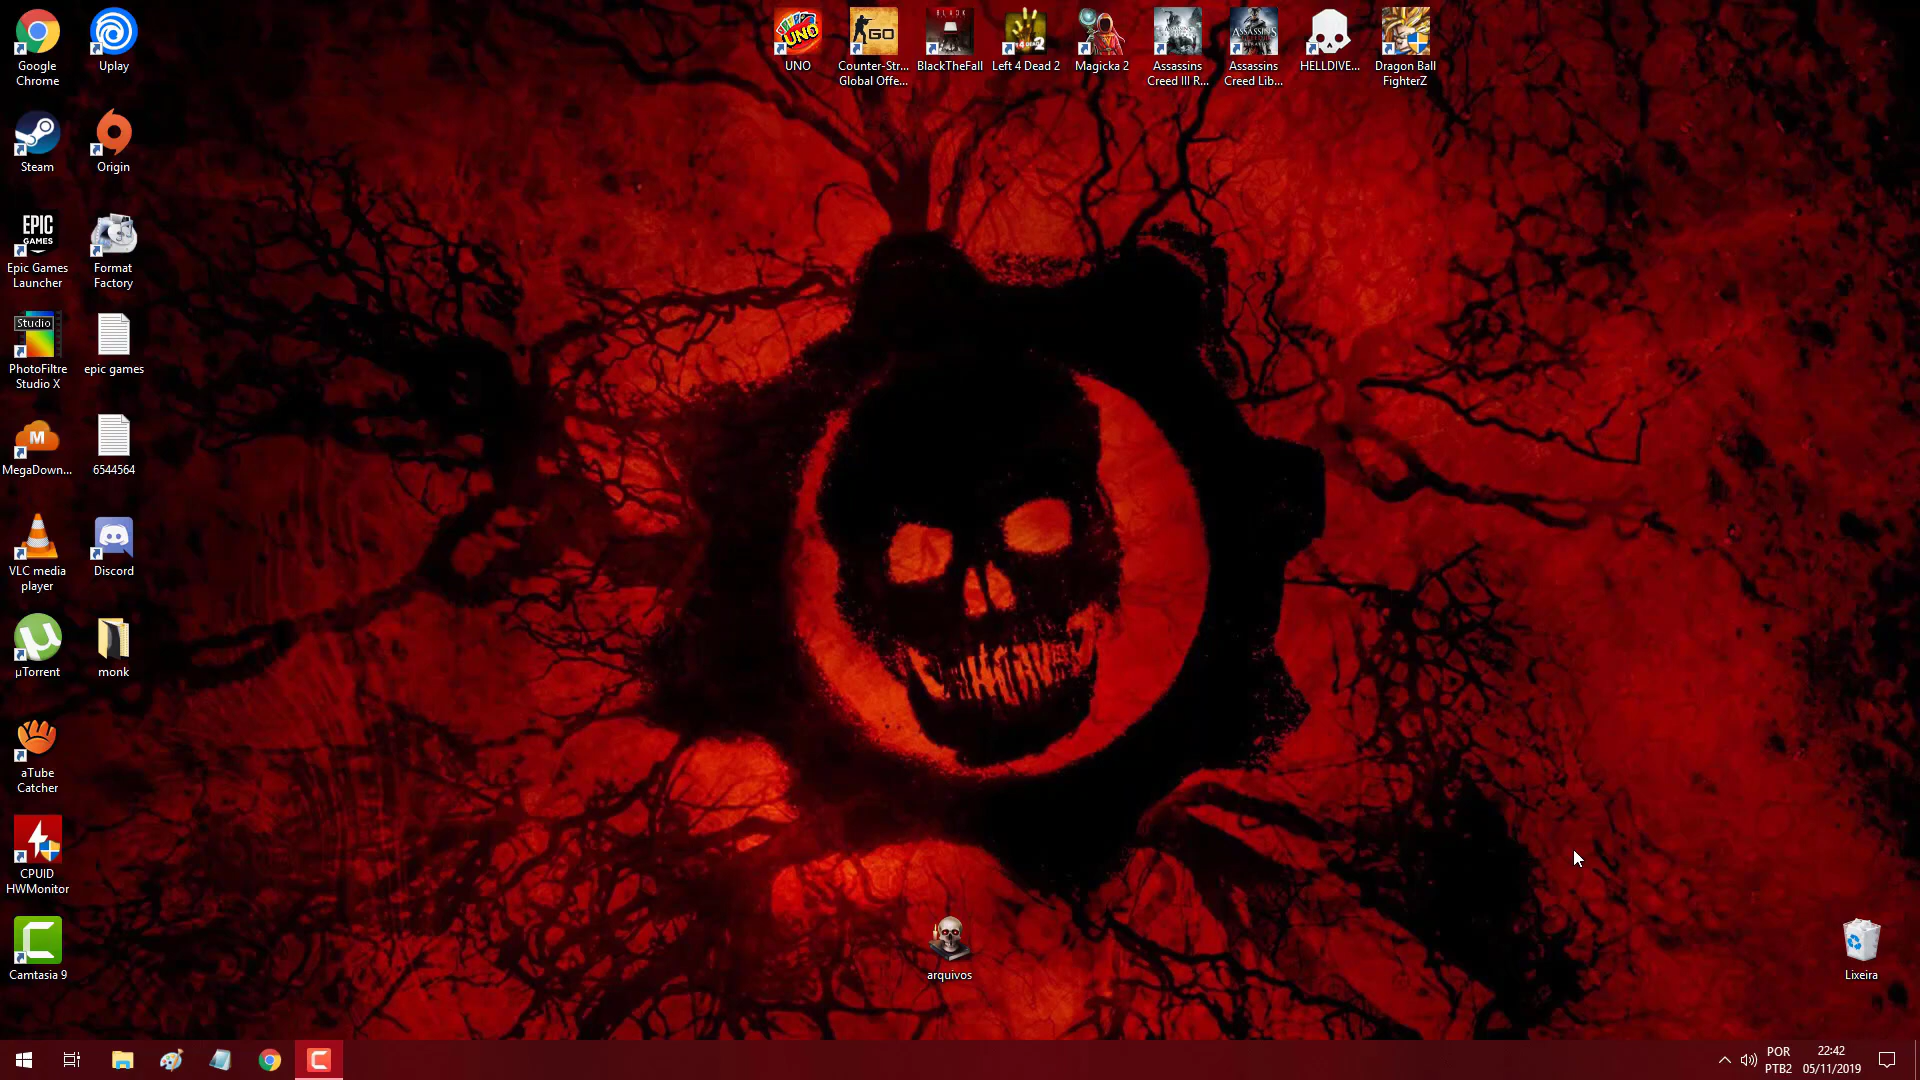 Google
Chrome
Uplay
UNO
GO
Counter-Str...
Global Offe...
BLACK
BlackTheFall
Left 4 Dead 2
Magicka 2
Assassins
Creed III R...
Assassins
Creed Lib...
HELLDIVE...
Dragon Ball
FighterZ
Steam
Origin
EPIC
GAMES
Epic Games
Launcher
Format
Factory
Studio
PhotoFiltre
Studio X
epic games
M
MegaDown...
6544564
VLC media
player
Discord
µTorrent
monk
aTube
Catcher
CPUID
HWMonitor
Camtasia 9
arquivos
Lixeira
POR
PTB2
22:42
05/11/2019